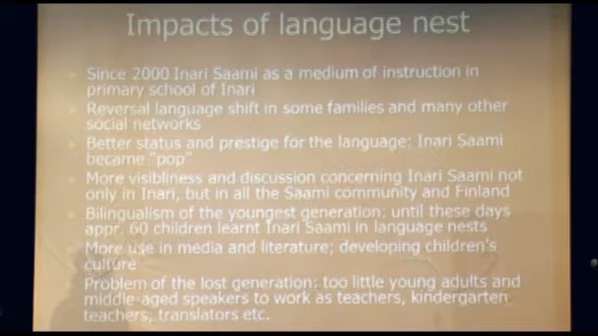 Impacts of language nest
Since 2000 Inari Saami as a medium of instruction in
primary school of Inari
Reversal language shift in some families and many other
social networks
Better status and prestige for the language: Inari Saami
became "pop"
More visibliness and discussion concerning Inari Saami not
only in Inari, but in all the Saami community and Finland
Bilingualism of the youngest generation: until these days
appr. 60 children learnt Inari Saami in language nests
More use in media and literature; developing children's
culture
Problem of the lost generation: too little young adults and
middle-aged speakers to work as teachers, kindergarten
teachers, translators etc.